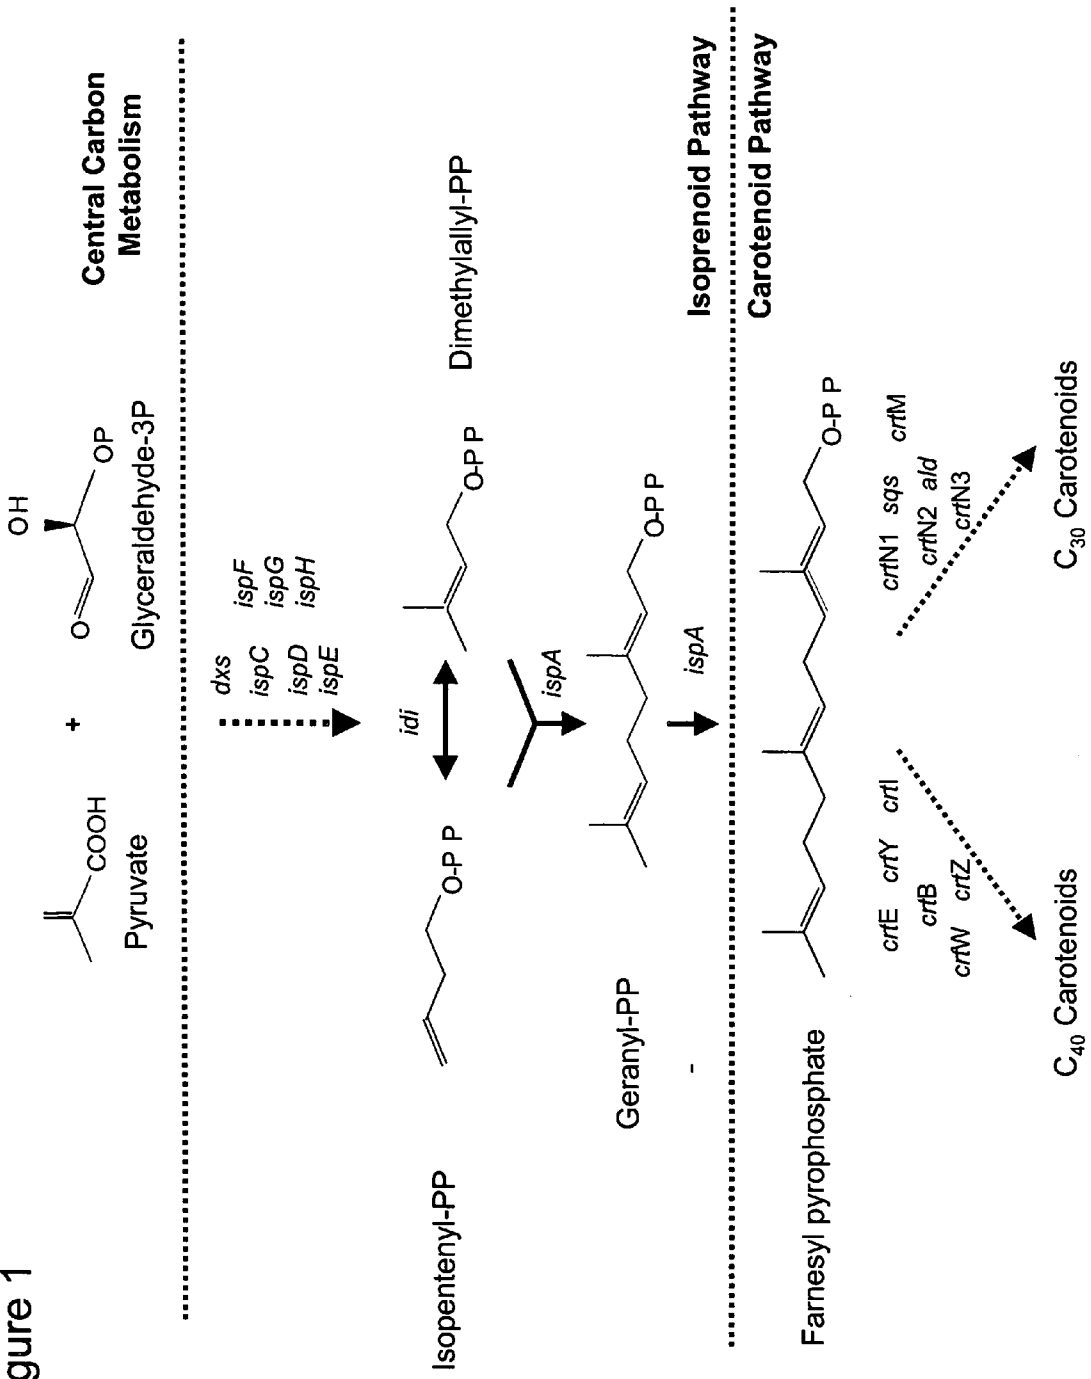 gure 1
Central Carbon
Metabolism
OH
O
OP
+
COOH
Pyruvate
Glyceraldehyde-3P
dxs
ispC
ispD
ispE
ispF
ispG
ispH
idi
O-P P
O-P P
Isopentenyl-PP
Dimethylallyl-PP
ispA
Geranyl-PP
O-P P
ispA
Isoprenoid Pathway
Carotenoid Pathway
Farnesyl pyrophosphate
O-P P
crtE crtY crtI
crtB
crtW crtZ
crtN1 sqs crtM
crtN2 ald
crtN3
C40 Carotenoids
C30 Carotenoids